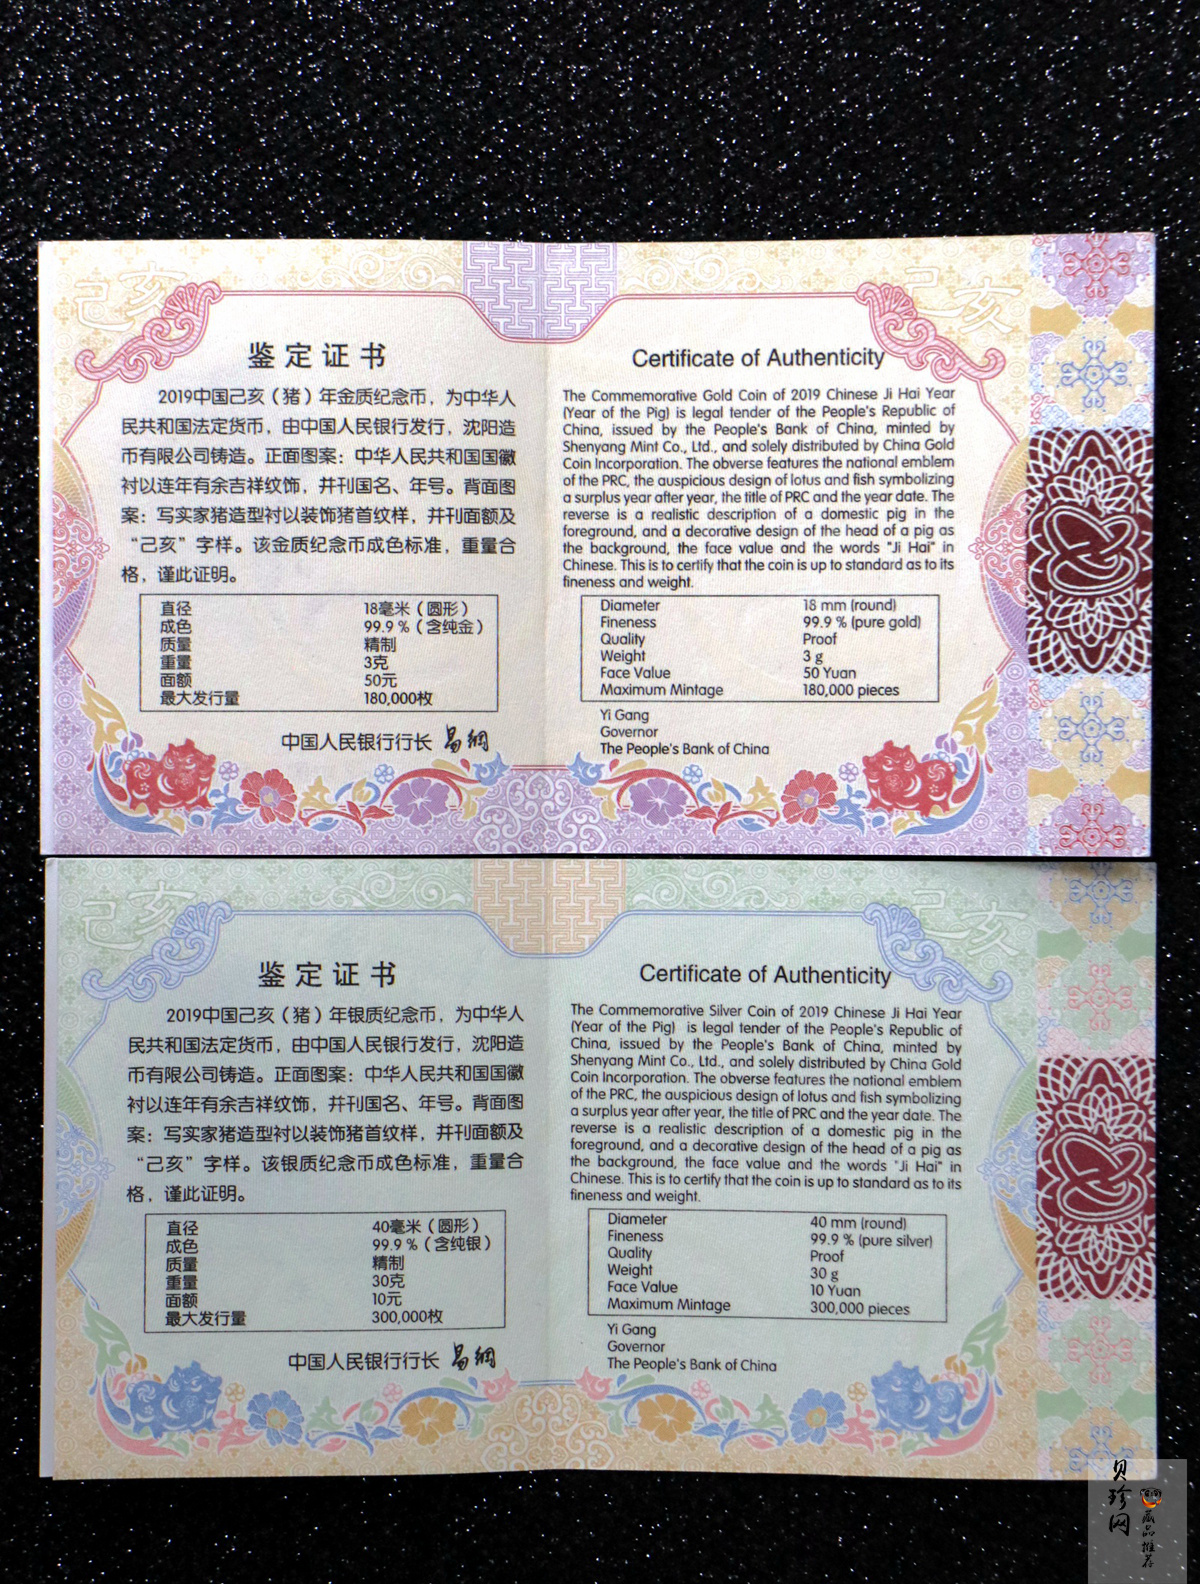 己亥
己亥
鉴定证书
2019中国己亥（猪）年金质纪念币，为中华人
民共和国法定货币，由中国人民银行发行，沈阳造
币有限公司铸造。正面图案：中华人民共和国国徽
衬以连年有余吉祥纹饰，并刊国名、年号。背面图
案：写实家猪造型衬以装饰猪首纹样，并刊面额及
“己亥”字样。该金质纪念币成色标准，重量合
格，谨此证明。
直径 18毫米（圆形）
成色 99.9 %（含纯金）
质量 精制
重量 3克
面额 50元
最大发行量 180,000枚
中国人民银行行长 易纲
Certificate of Authenticity
The Commemorative Gold Coin of 2019 Chinese Ji Hai Year
(Year of the Pig) is legal tender of the People's Republic of
China, issued by the People's Bank of China, minted by
Shenyang Mint Co., Ltd., and solely distributed by China Gold
Coin Incorporation. The obverse features the national emblem
of the PRC, the auspicious design of lotus and fish symbolizing
a surplus year after year, the title of PRC and the year date. The
reverse is a realistic description of a domestic pig in the
foreground, and a decorative design of the head of a pig as
the background, the face value and the words "Ji Hai" in
Chinese. This is to certify that the coin is up to standard as to its
fineness and weight.
Diameter 18 mm (round)
Fineness 99.9 % (pure gold)
Quality Proof
Weight 3 g
Face Value 50 Yuan
Maximum Mintage 180,000 pieces
Yi Gang
Governor
The People's Bank of China
己亥
己亥
鉴定证书
2019中国己亥（猪）年银质纪念币，为中华人
民共和国法定货币，由中国人民银行发行，沈阳造
币有限公司铸造。正面图案：中华人民共和国国徽
衬以连年有余吉祥纹饰，并刊国名、年号。背面图
案：写实家猪造型衬以装饰猪首纹样，并刊面额及
“己亥”字样。该银质纪念币成色标准，重量合
格，谨此证明。
直径 40毫米（圆形）
成色 99.9 %（含纯银）
质量 精制
重量 30克
面额 10元
最大发行量 300,000枚
中国人民银行行长 易纲
Certificate of Authenticity
The Commemorative Silver Coin of 2019 Chinese Ji Hai Year
(Year of the Pig) is legal tender of the People's Republic of
China, issued by the People's Bank of China, minted by
Shenyang Mint Co., Ltd., and solely distributed by China Gold
Coin Incorporation. The obverse features the national emblem
of the PRC, the auspicious design of lotus and fish symbolizing
a surplus year after year, the title of PRC and the year date. The
reverse is a realistic description of a domestic pig in the
foreground, and a decorative design of the head of a pig as
the background, the face value and the words "Ji Hai" in
Chinese. This is to certify that the coin is up to standard as to its
fineness and weight.
Diameter 40 mm (round)
Fineness 99.9 % (pure silver)
Quality Proof
Weight 30 g
Face Value 10 Yuan
Maximum Mintage 300,000 pieces
Yi Gang
Governor
The People's Bank of China
贝珍网
藏品推荐